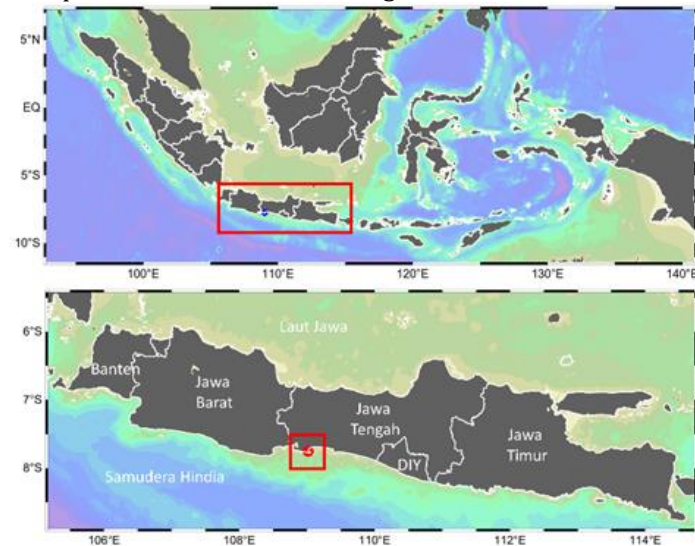 5°N
EQ
5°S
10°S
100°E
110°E
120°E
130°E
140°E
6°S
Laut Jawa
Banten
7°S
Jawa
Barat
Jawa
Tengah
Jawa
Timur
DIY
8°S
Samudera Hindia
106°E
108°E
110°E
112°E
114°E